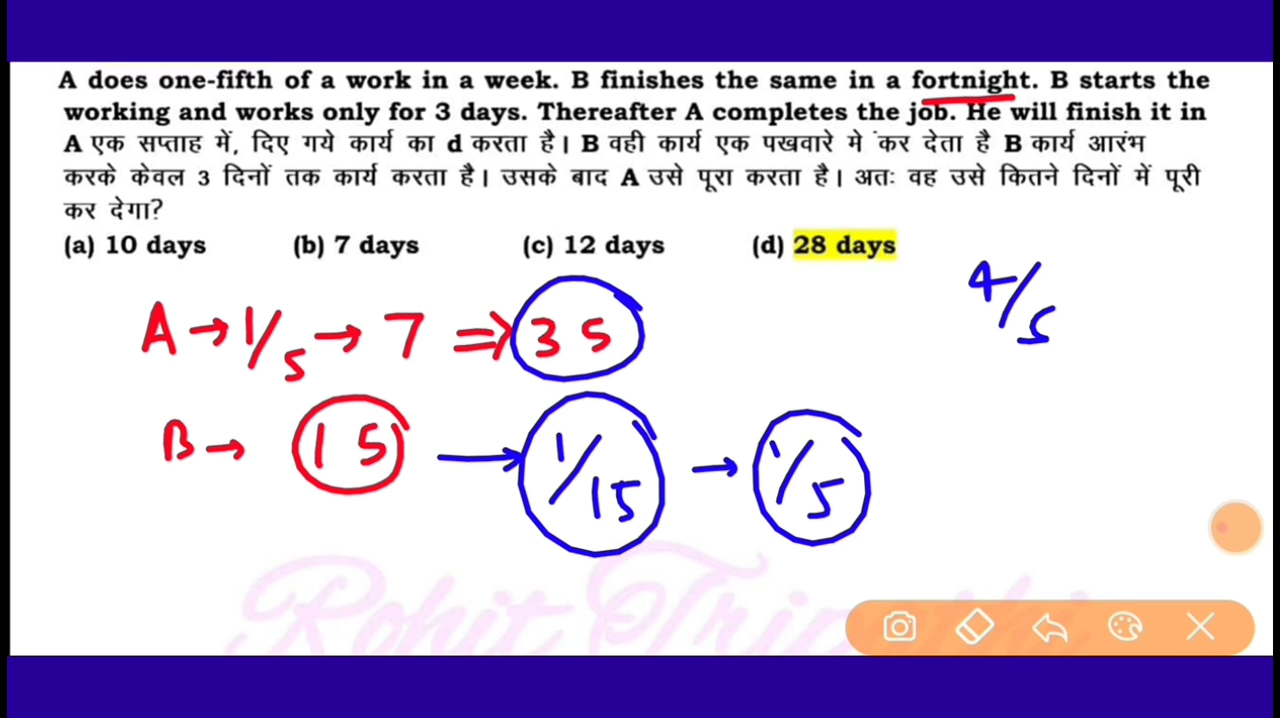 A does one-fifth of a work in a week. B finishes the same in a fortnight. B starts the
working and works only for 3 days. Thereafter A completes the job. He will finish it in
A एक सप्ताह में, दिए गये कार्य का d करता है। B वही कार्य एक पखवारे मे कर देता है B कार्य आरंभ
करके केवल 3 दिनों तक कार्य करता है। उसके बाद A उसे पूरा करता है। अतः वह उसे कितने दिनों में पूरी
कर देगा?
(a) 10 days (b) 7 days (c) 12 days (d) 28 days
4/5
A → 1/5 → 7 ⇒ 35
B → 15 → 1/15 → 1/5
Rohit Tripathi